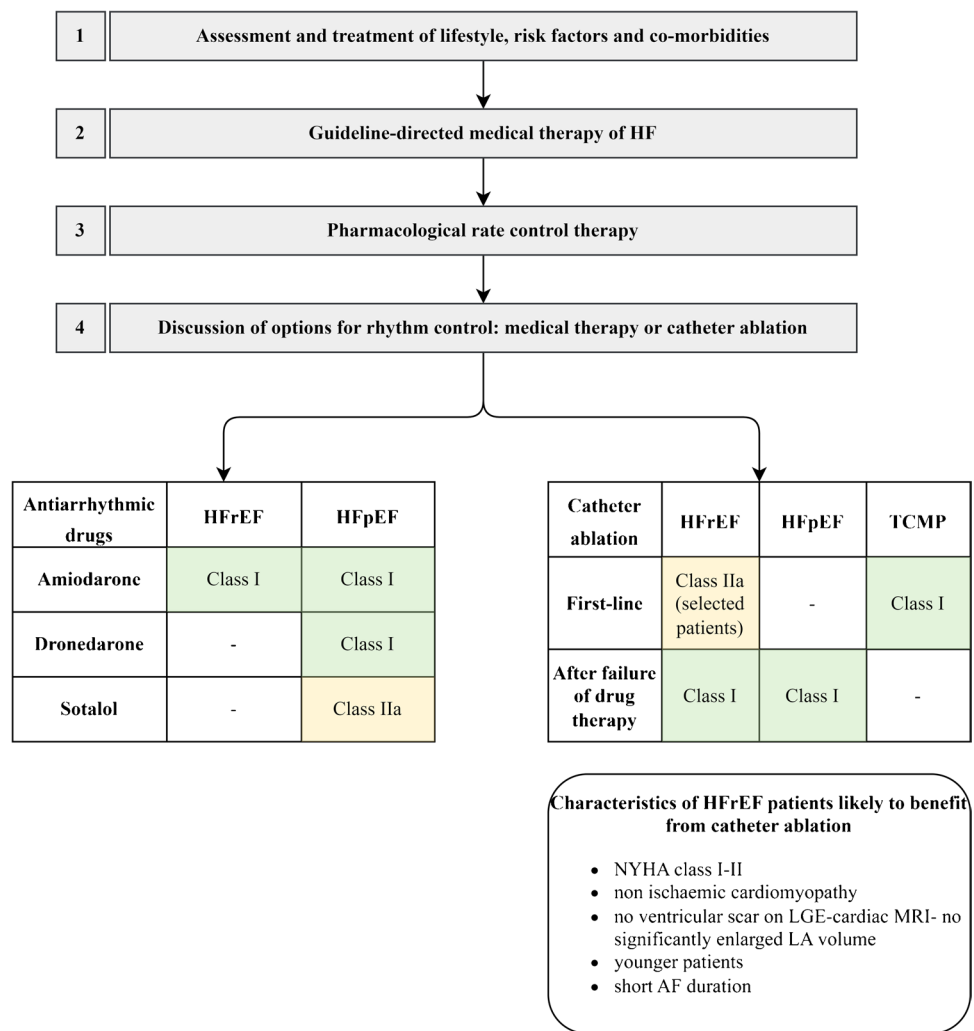 1 Assessment and treatment of lifestyle, risk factors and co-morbidities
2 Guideline-directed medical therapy of HF
3 Pharmacological rate control therapy
4 Discussion of options for rhythm control: medical therapy or catheter ablation
Antiarrhythmic
drugs
HFrEF
HFpEF
Amiodarone
Class I
Class I
Dronedarone
-
Class I
Sotalol
-
Class IIa
Catheter
ablation
HFrEF
HFpEF
TCMP
First-line
Class IIa
(selected
patients)
-
Class I
After failure
of drug
therapy
Class I
Class I
-
Characteristics of HFrEF patients likely to benefit
from catheter ablation
• NYHA class I-II
• non ischaemic cardiomyopathy
• no ventricular scar on LGE-cardiac MRI- no
significantly enlarged LA volume
• younger patients
• short AF duration